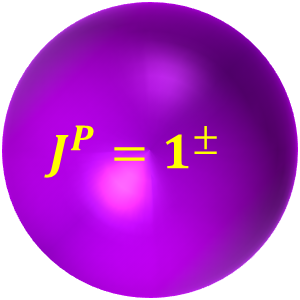 J^P = 1^±